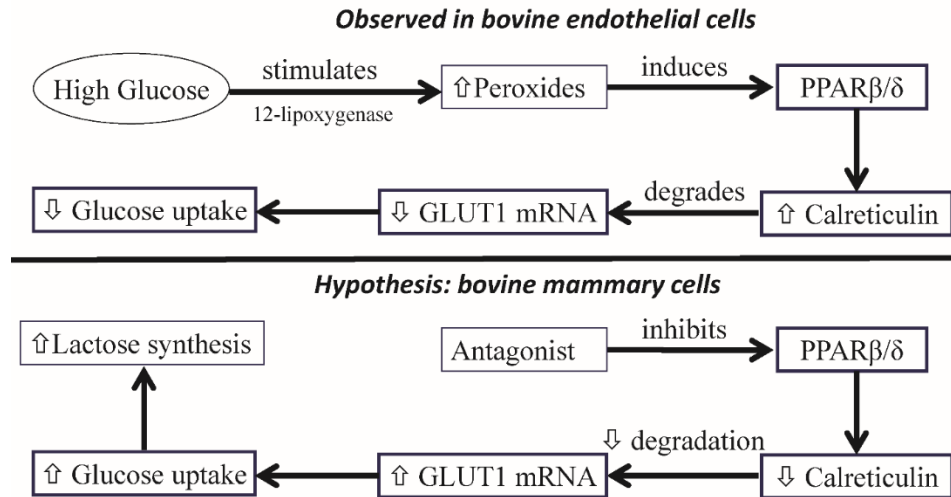 Observed in bovine endothelial cells
High Glucose
stimulates
12-lipoxygenase
⇧Peroxides
induces
PPARβ/δ
⇩ Glucose uptake
⇩ GLUT1 mRNA
degrades
⇧ Calreticulin
Hypothesis: bovine mammary cells
⇧Lactose synthesis
Antagonist
inhibits
PPARβ/δ
⇧ Glucose uptake
⇧ GLUT1 mRNA
⇩ degradation
⇩ Calreticulin